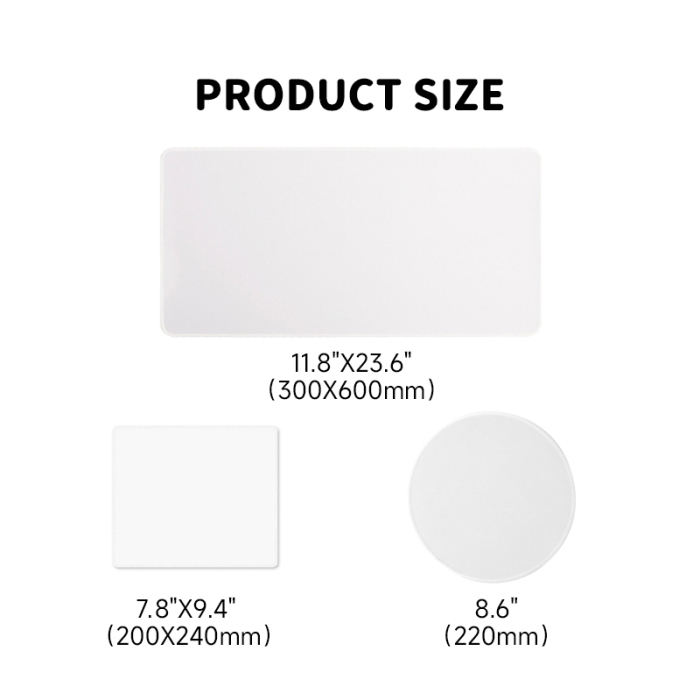 PRODUCT SIZE
11.8"X23.6"
(300X600mm)
7.8"X9.4"
(200X240mm)
8.6"
(220mm)